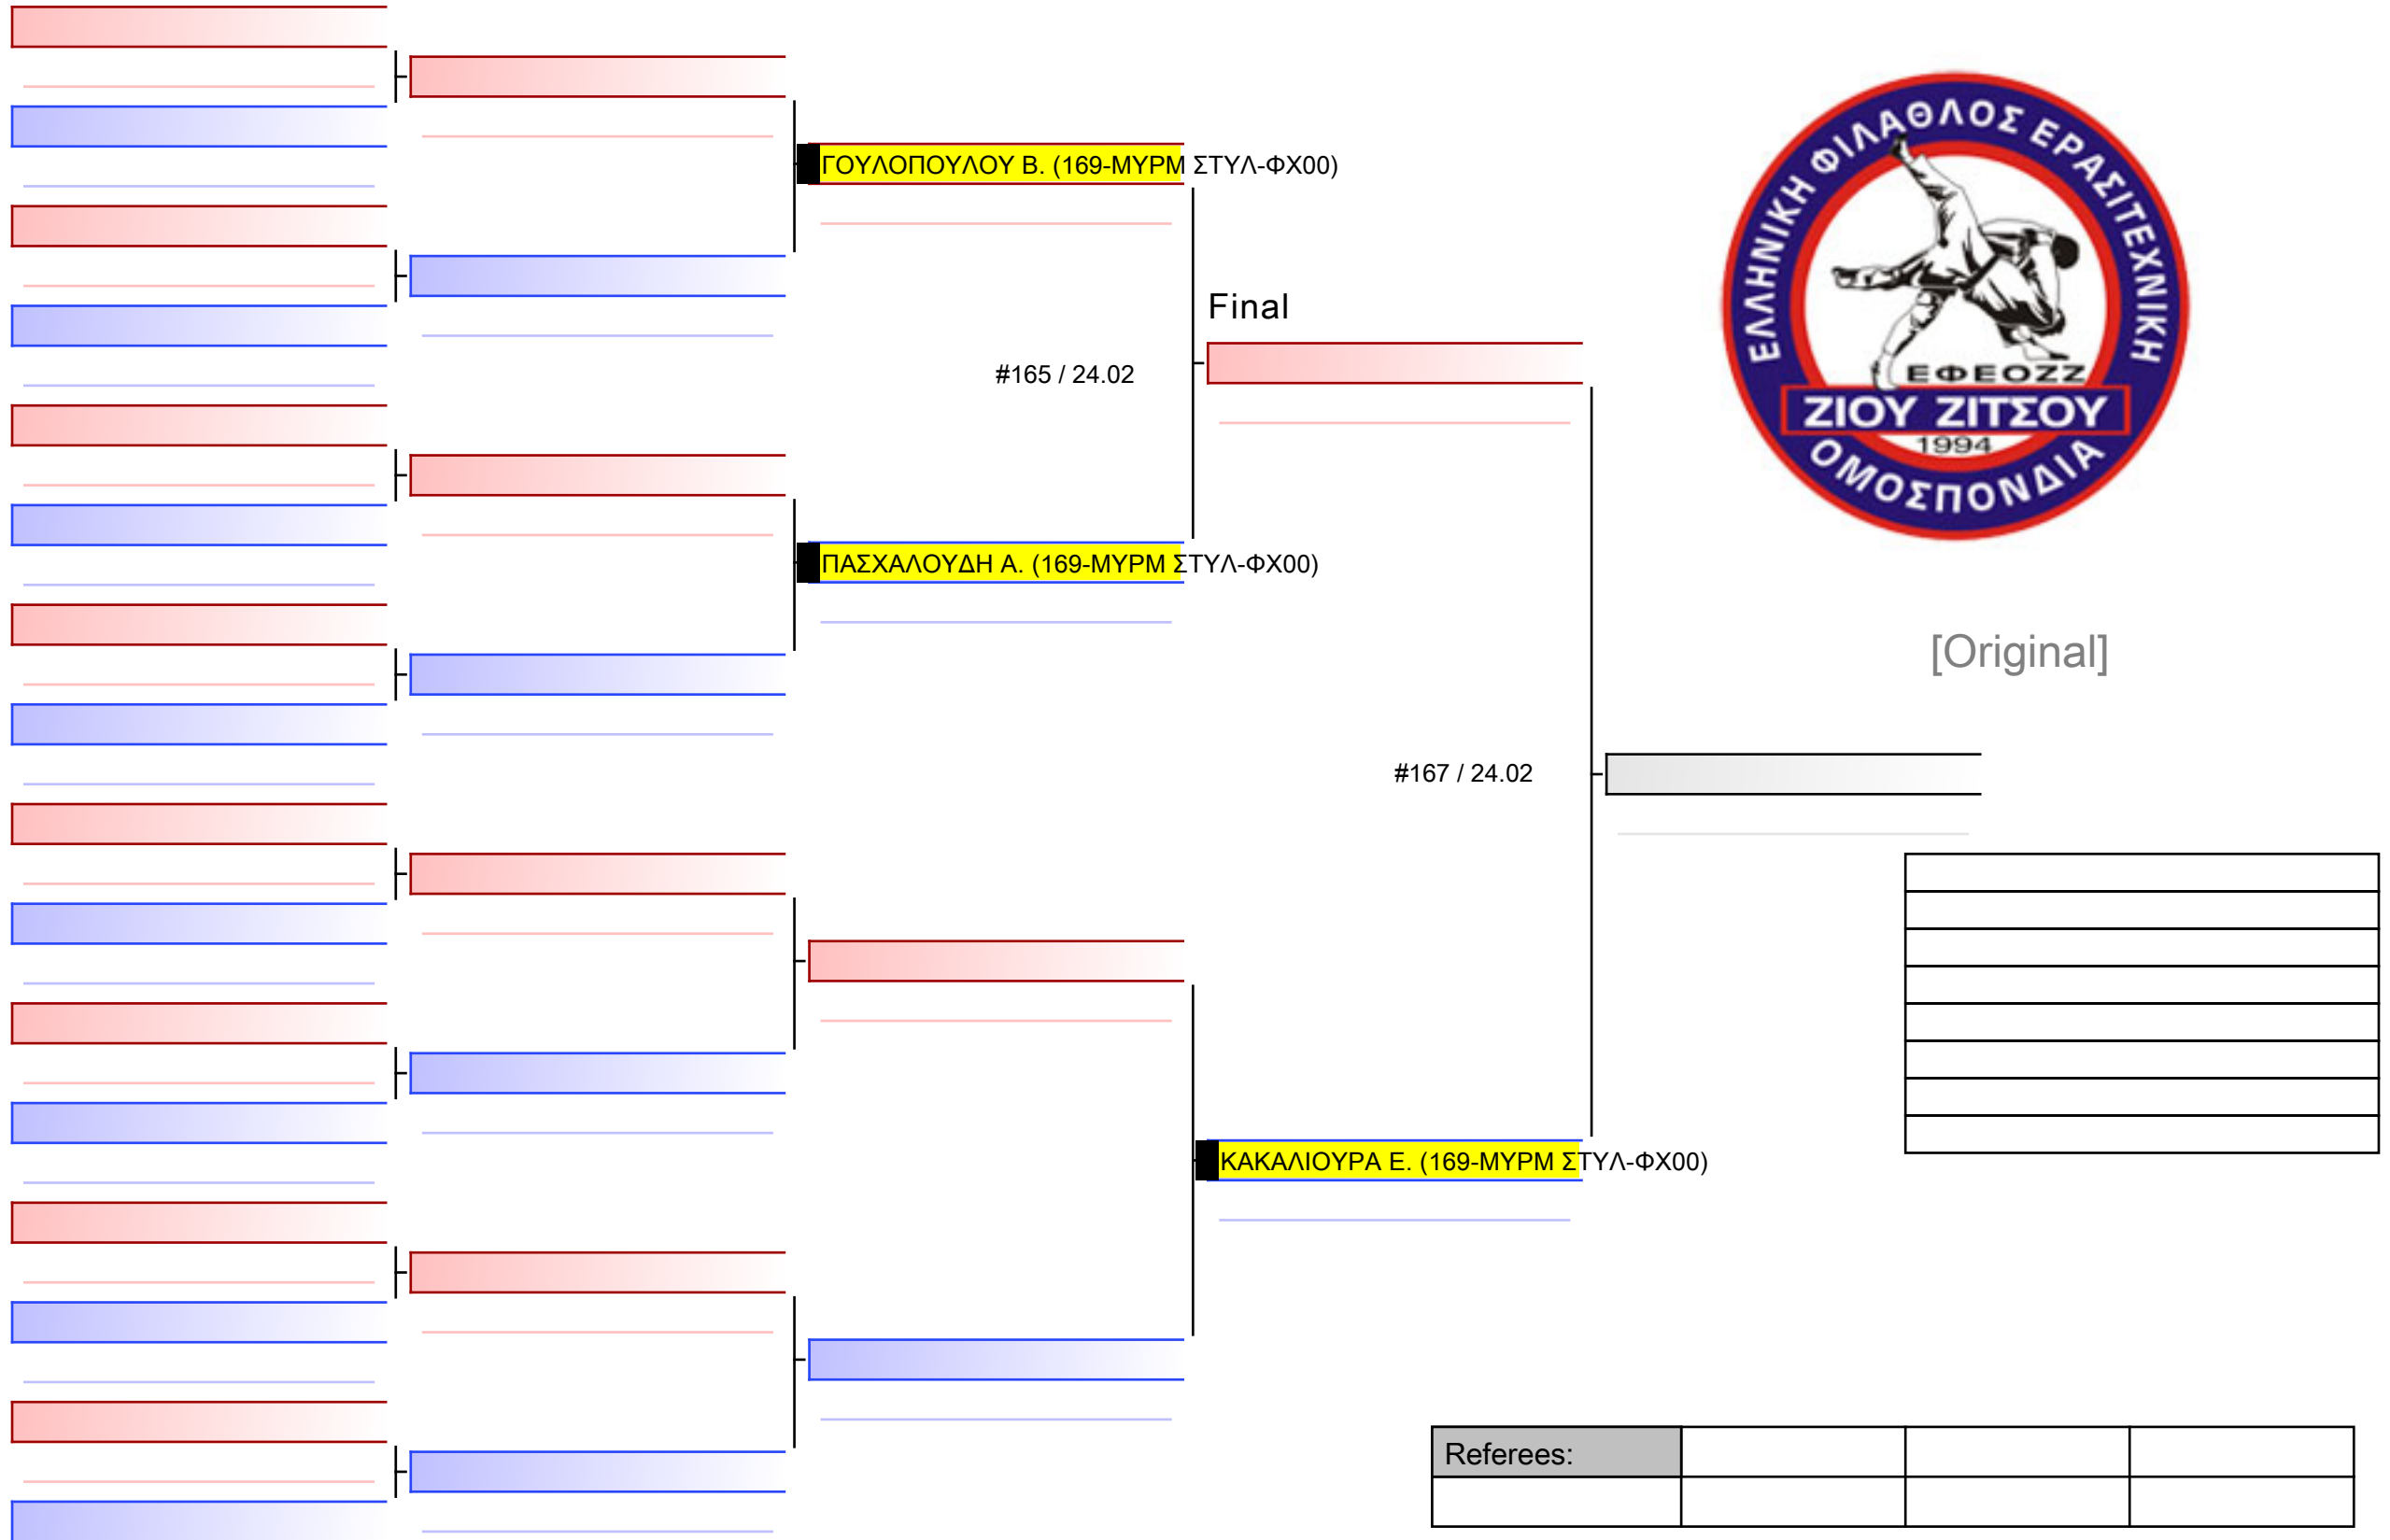 ΓΟΥΛΟΠΟΥΛΟΥ Β. (169-ΜΥΡΜ ΣΤΥΛ-ΦΧ00)
Final
#165 / 24.02
ΠΑΣΧΑΛΟΥΔΗ Α. (169-ΜΥΡΜ ΣΤΥΛ-ΦΧ00)
ΕΛΛΗΝΙΚΗ ΦΙΛΑΘΛΟΣ ΕΡΑΣΙΤΕΧΝΙΚΗ
ΕΦΕΟΖΖ
ΖΙΟΥ ΖΙΤΣΟΥ
1994
ΟΜΟΣΠΟΝΔΙΑ
[Original]
#167 / 24.02
ΚΑΚΑΛΙΟΥΡΑ Ε. (169-ΜΥΡΜ ΣΤΥΛ-ΦΧ00)
Referees: